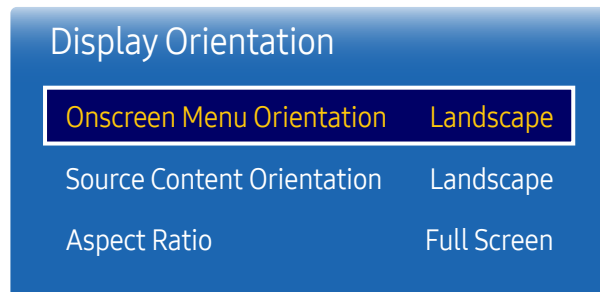 Display Orientation
Onscreen Menu Orientation Landscape
Source Content Orientation Landscape
Aspect Ratio Full Screen